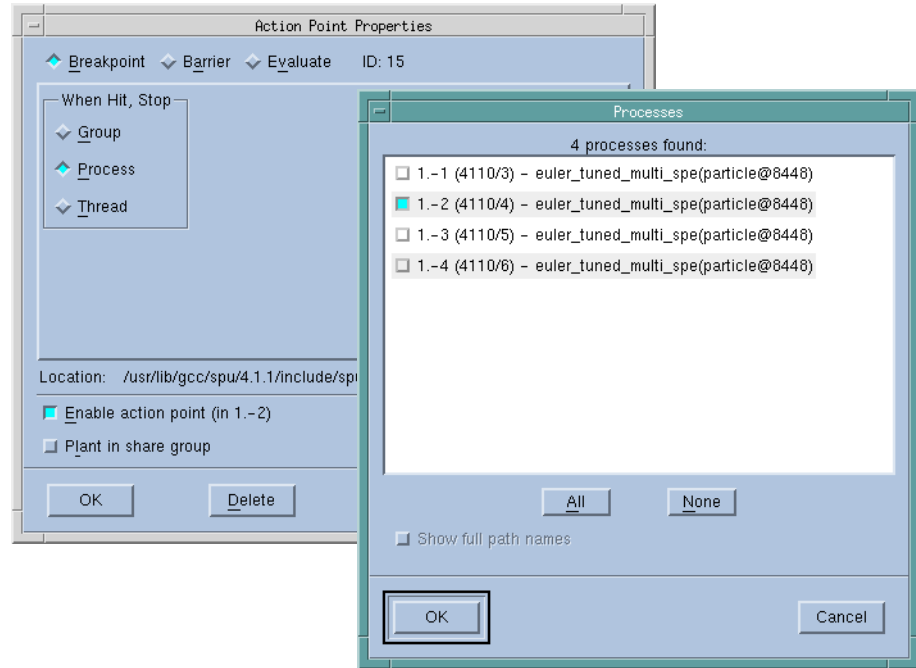 Action Point Properties
Breakpoint Barrier Evaluate ID: 15
When Hit, Stop
Group
Process
Thread
Location: /usr/lib/gcc/spu/4.1.1/include/spu
Enable action point (in 1.-2)
Plant in share group
OK Delete
Processes
4 processes found:
1.-1 (4110/3) - euler_tuned_multi_spe(particle@8448)
1.-2 (4110/4) - euler_tuned_multi_spe(particle@8448)
1.-3 (4110/5) - euler_tuned_multi_spe(particle@8448)
1.-4 (4110/6) - euler_tuned_multi_spe(particle@8448)
All None
Show full path names
OK Cancel